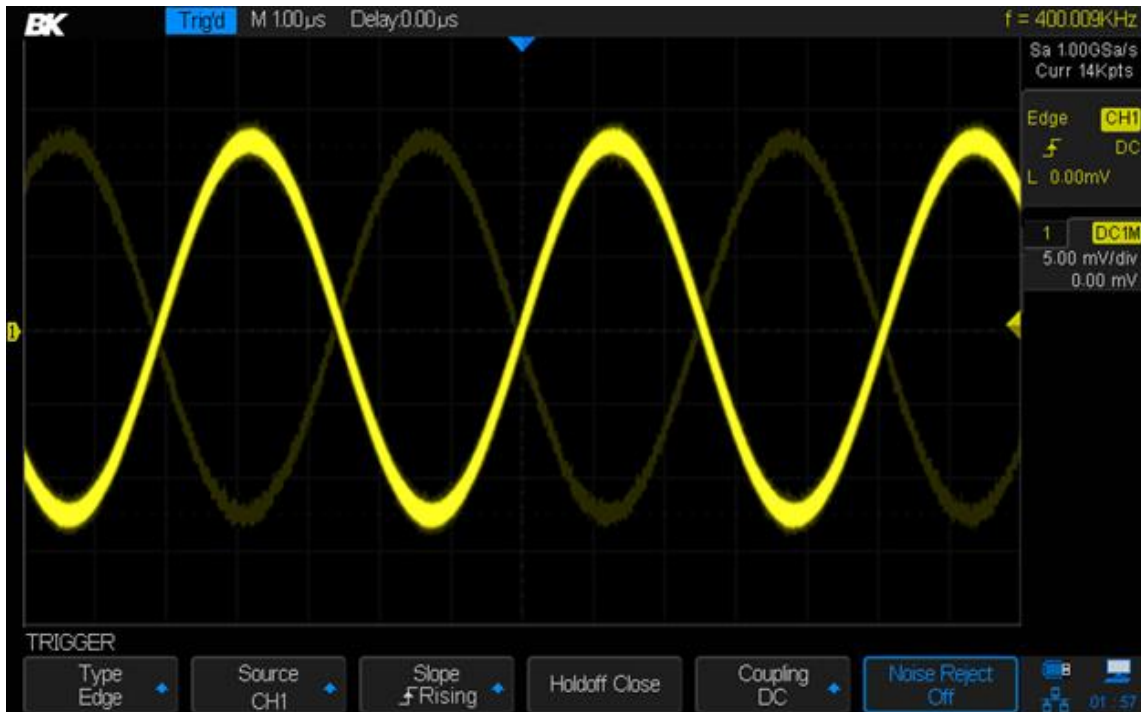 BK Trig'd M 1.00µs Delay:0.00µs f = 400.009KHz
Sa 1.00GSa/s
Curr 14Kpts
Edge CH1
DC
L 0.00mV
1 DC1M
5.00 mV/div
0.00 mV
1
TRIGGER
Type
Edge
Source
CH1
Slope
Rising
Holdoff Close
Coupling
DC
Noise Reject
Off
01 : 57